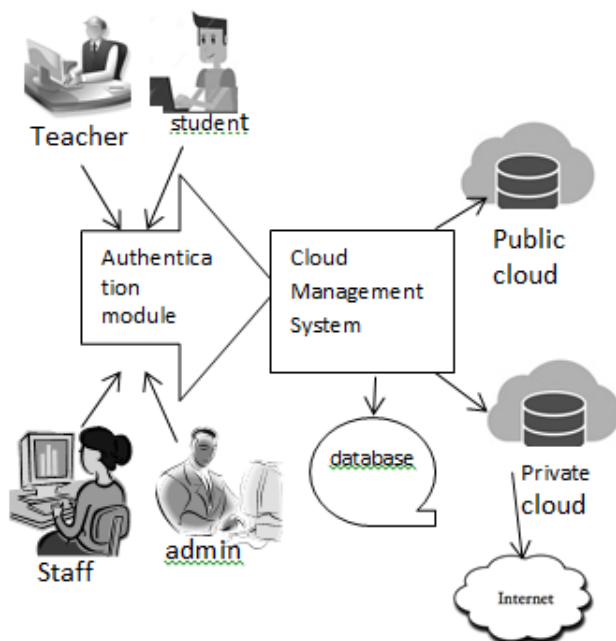 Teacher
student
Authentica
tion
module
Cloud
Management
System
Public
cloud
database
Private
cloud
Staff
admin
Internet